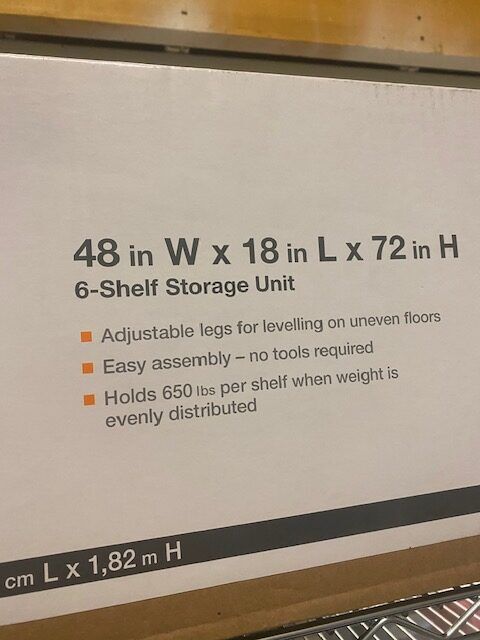 48 in W x 18 in L x 72 in H
6-Shelf Storage Unit
Adjustable legs for levelling on uneven floors
Easy assembly – no tools required
Holds 650 lbs per shelf when weight is
evenly distributed
cm L x 1,82 m H